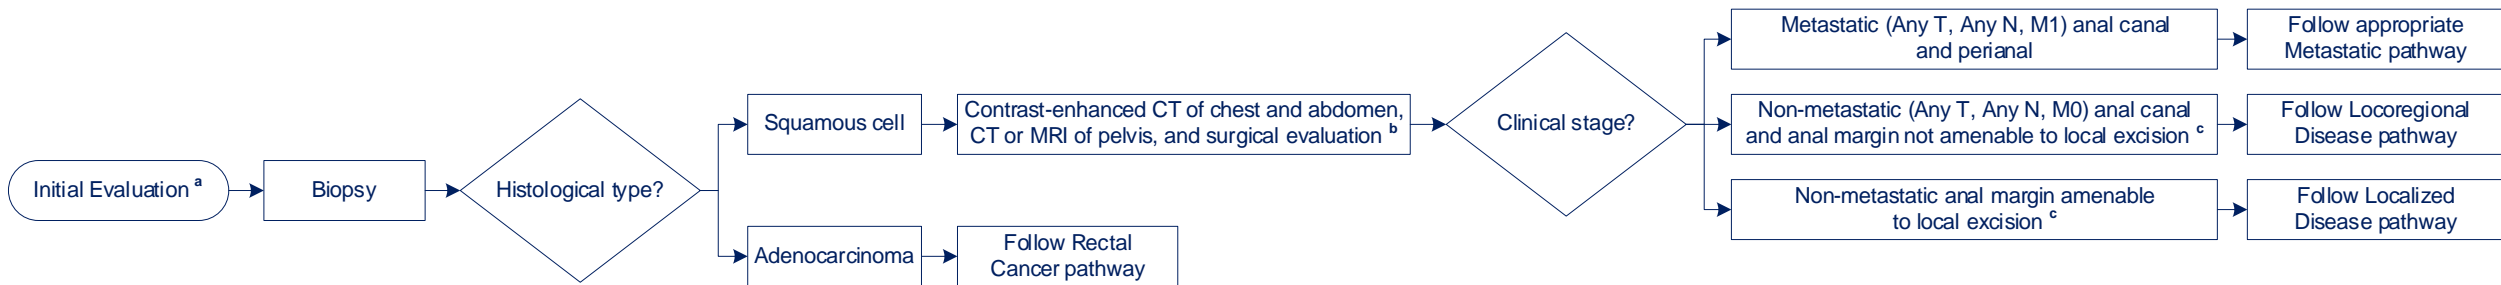 Initial Evaluation a
Biopsy
Histological type?
Squamous cell
Contrast-enhanced CT of chest and abdomen,
CT or MRI of pelvis, and surgical evaluation b
Clinical stage?
Metastatic (Any T, Any N, M1) anal canal
and perianal
Follow appropriate
Metastatic pathway
Non-metastatic (Any T, Any N, M0) anal canal
and anal margin not amenable to local excision c
Follow Locoregional
Disease pathway
Non-metastatic anal margin amenable
to local excision c
Follow Localized
Disease pathway
Adenocarcinoma
Follow Rectal
Cancer pathway